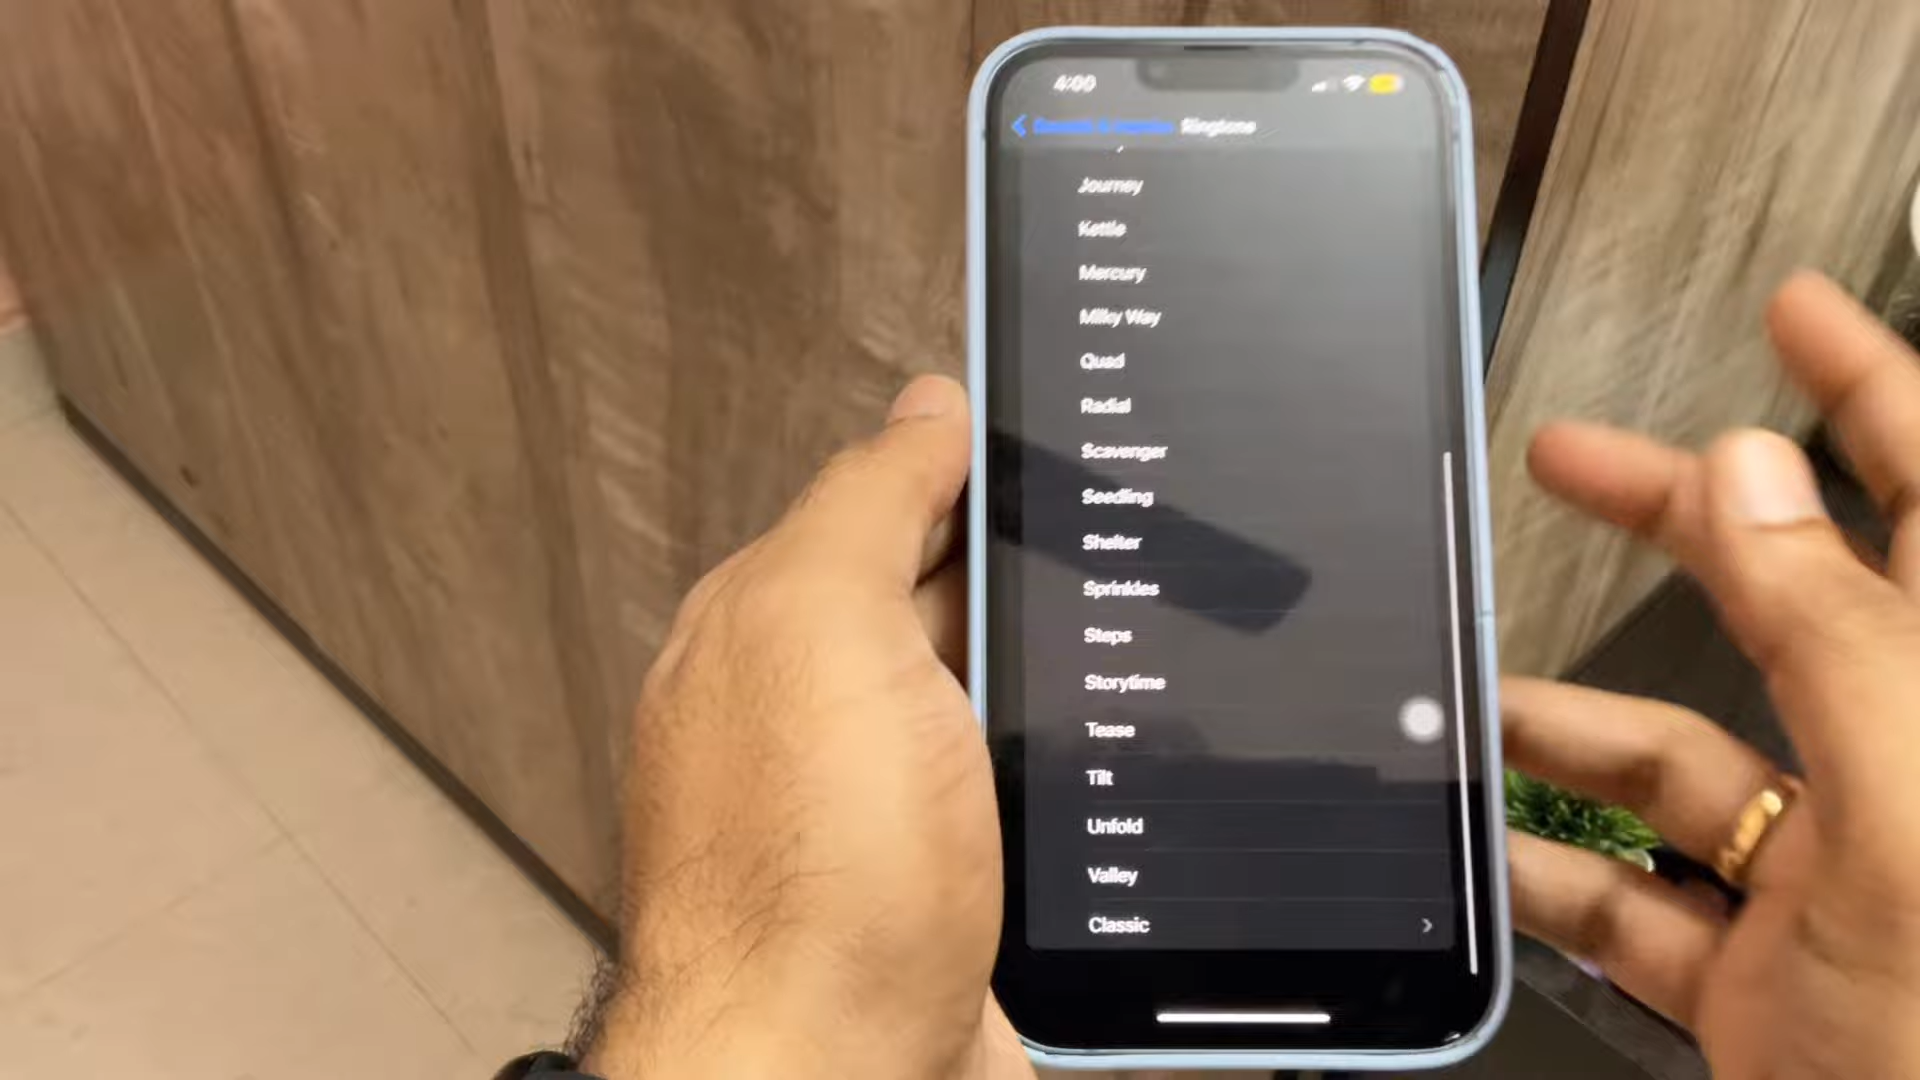 4:00
Ringtone
Journey
Kettle
Mercury
Milky Way
Quad
Radial
Scavenger
Seedling
Shelter
Sprinkles
Steps
Storytime
Tease
Tilt
Unfold
Valley
Classic